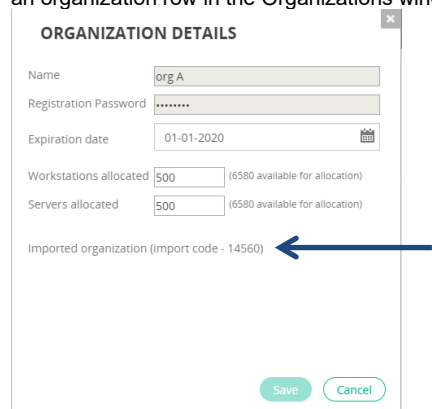 an organization row in the Organizations win
ORGANIZATION DETAILS
Name org A
Registration Password ••••••••
Expiration date 01-01-2020
Workstations allocated 500 (6580 available for allocation)
Servers allocated 500 (6580 available for allocation)
Imported organization (import code - 14560)
Save Cancel